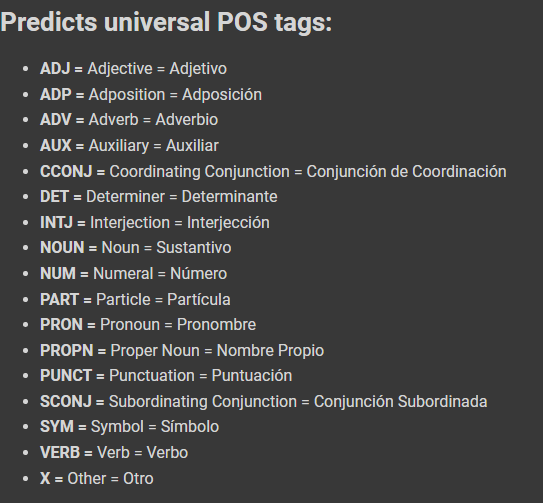 Predicts universal POS tags:
• ADJ = Adjective = Adjetivo
• ADP = Adposition = Adposición
• ADV = Adverb = Adverbio
• AUX = Auxiliary = Auxiliar
• CCONJ = Coordinating Conjunction = Conjunción de Coordinación
• DET = Determiner = Determinante
• INTJ = Interjection = Interjección
• NOUN = Noun = Sustantivo
• NUM = Numeral = Número
• PART = Particle = Partícula
• PRON = Pronoun = Pronombre
• PROPN = Proper Noun = Nombre Propio
• PUNCT = Punctuation = Puntuación
• SCONJ = Subordinating Conjunction = Conjunción Subordinada
• SYM = Symbol = Símbolo
• VERB = Verb = Verbo
• X = Other = Otro